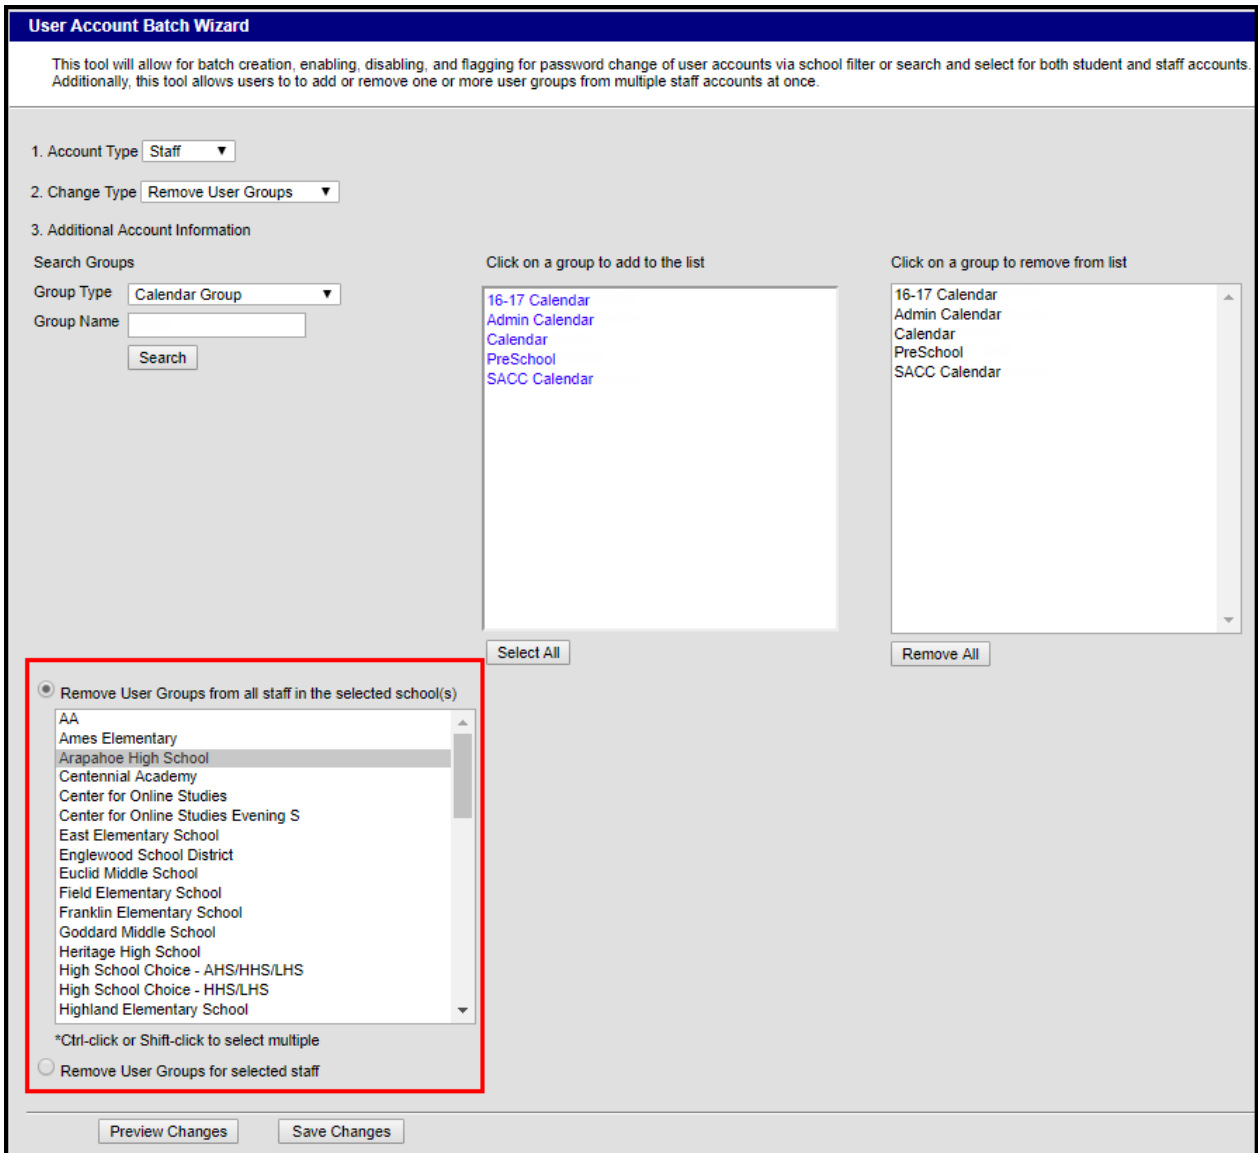 User Account Batch Wizard
This tool will allow for batch creation, enabling, disabling, and flagging for password change of user accounts via school filter or search and select for both student and staff accounts.
Additionally, this tool allows users to to add or remove one or more user groups from multiple staff accounts at once.
1. Account Type Staff
2. Change Type Remove User Groups
3. Additional Account Information
Search Groups
Group Type Calendar Group
Group Name
Search
Click on a group to add to the list
16-17 Calendar
Admin Calendar
Calendar
PreSchool
SACC Calendar
Select All
Click on a group to remove from list
16-17 Calendar
Admin Calendar
Calendar
PreSchool
SACC Calendar
Remove All
Remove User Groups from all staff in the selected school(s)
AA
Ames Elementary
Arapahoe High School
Centennial Academy
Center for Online Studies
Center for Online Studies Evening S
East Elementary School
Englewood School District
Euclid Middle School
Field Elementary School
Franklin Elementary School
Goddard Middle School
Heritage High School
High School Choice - AHS/HHS/LHS
High School Choice - HHS/LHS
Highland Elementary School
*Ctrl-click or Shift-click to select multiple
Remove User Groups for selected staff
Preview Changes
Save Changes